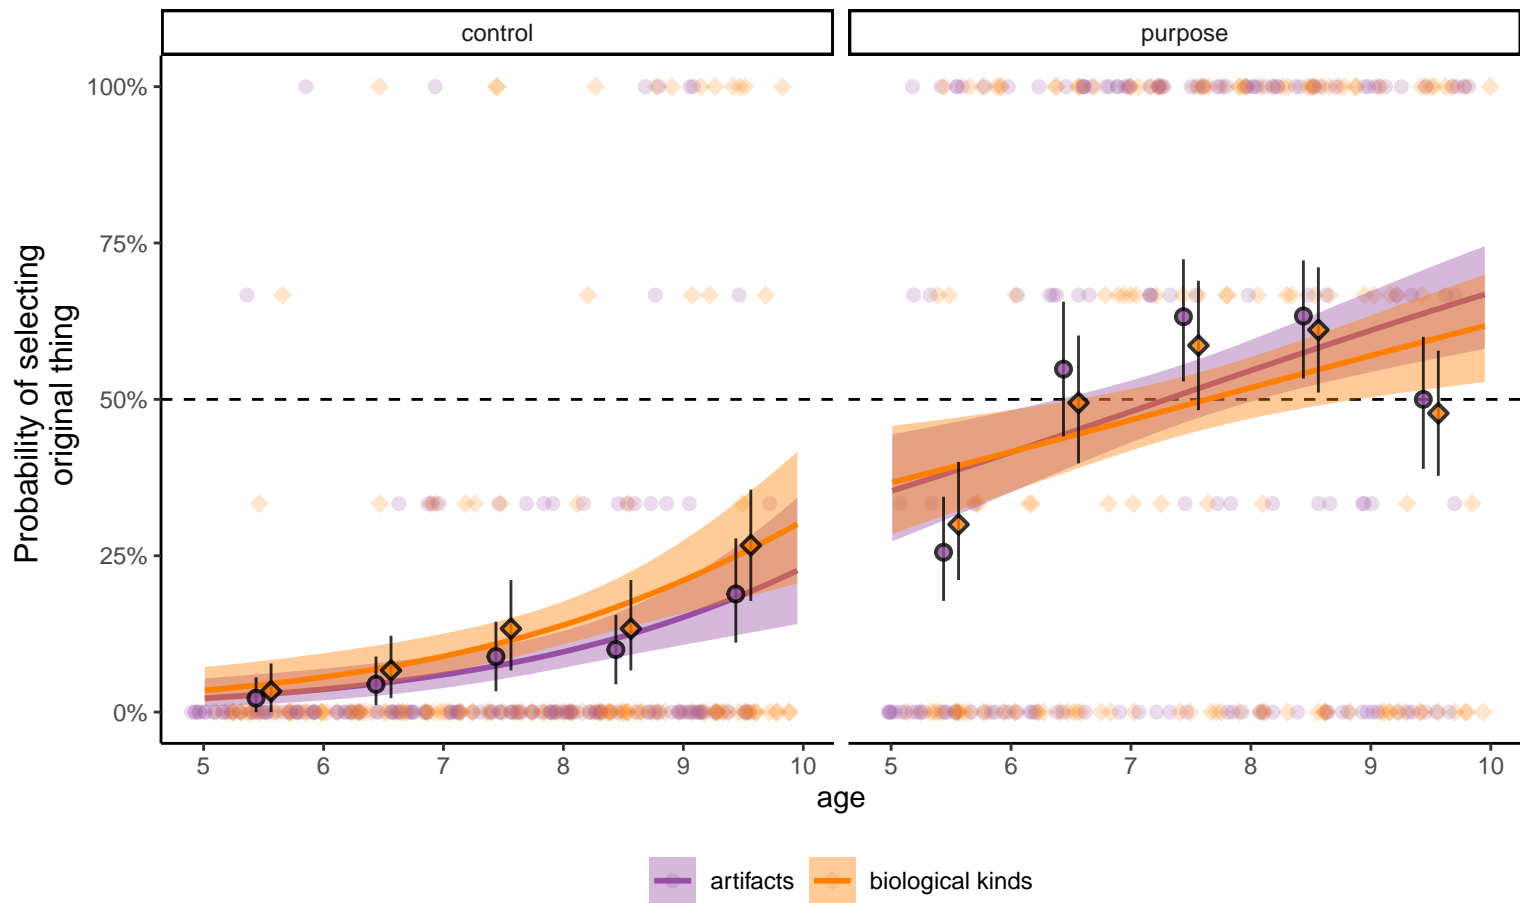 control
purpose
100%
75%
50%
25%
0%
Probability of selecting
original thing
5 6 7 8 9 10
5 6 7 8 9 10
age
artifacts
biological kinds